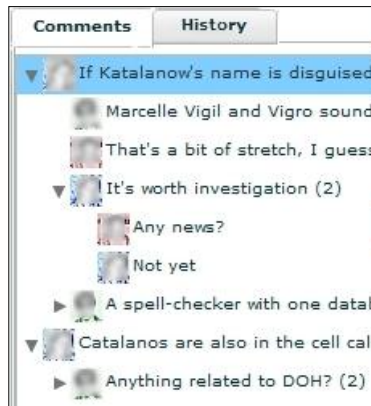 Comments History
If Katalanow's name is disguised
Marcelle Vigil and Vigro sound
That's a bit of stretch, I guess
It's worth investigation (2)
Any news?
Not yet
A spell-checker with one datab
Catalanos are also in the cell cal
Anything related to DOH? (2)